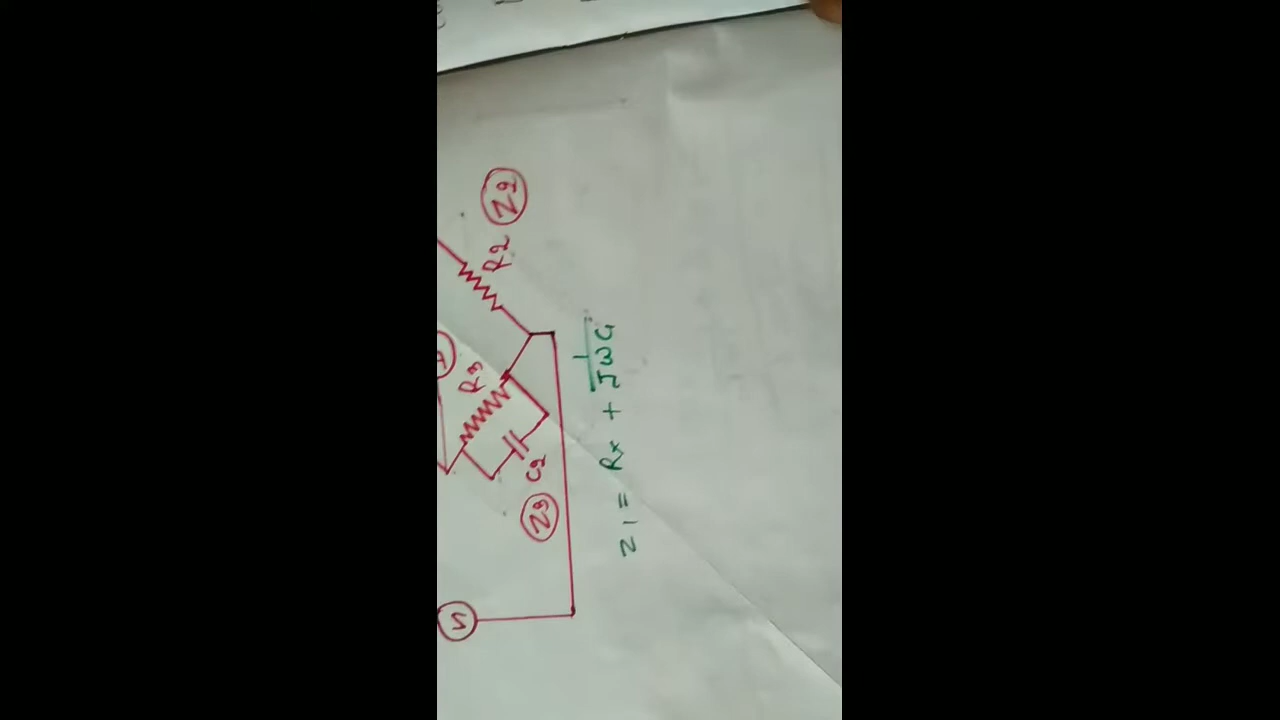 R2 Z2
R3
C2
Z3
Z1 = Rx + 1/JωC1